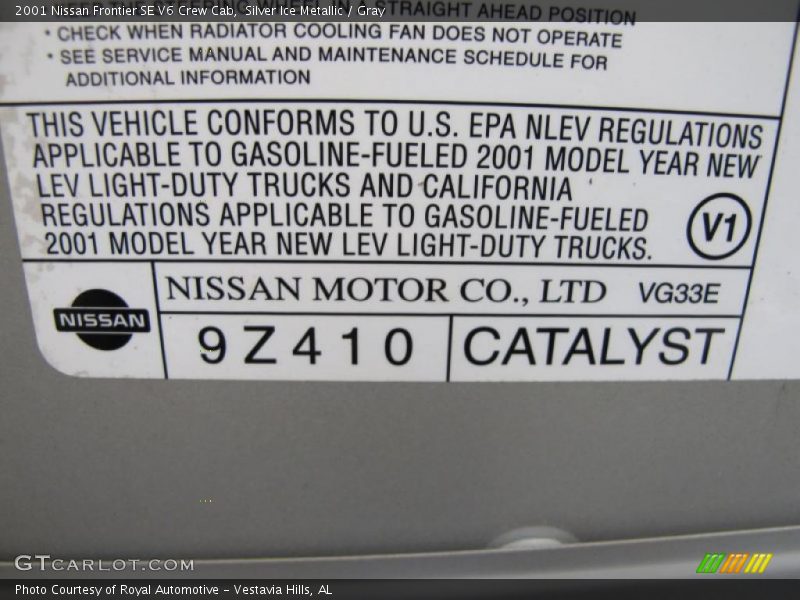 2001 Nissan Frontier SE V6 Crew Cab, Silver Ice Metallic / Gray
STRAIGHT AHEAD POSITION
• CHECK WHEN RADIATOR COOLING FAN DOES NOT OPERATE
• SEE SERVICE MANUAL AND MAINTENANCE SCHEDULE FOR
ADDITIONAL INFORMATION
THIS VEHICLE CONFORMS TO U.S. EPA NLEV REGULATIONS
APPLICABLE TO GASOLINE-FUELED 2001 MODEL YEAR NEW
LEV LIGHT-DUTY TRUCKS AND CALIFORNIA
REGULATIONS APPLICABLE TO GASOLINE-FUELED
2001 MODEL YEAR NEW LEV LIGHT-DUTY TRUCKS.
V1
NISSAN
NISSAN MOTOR CO., LTD VG33E
9Z410 CATALYST
GTCARLOT.COM
Photo Courtesy of Royal Automotive - Vestavia Hills, AL